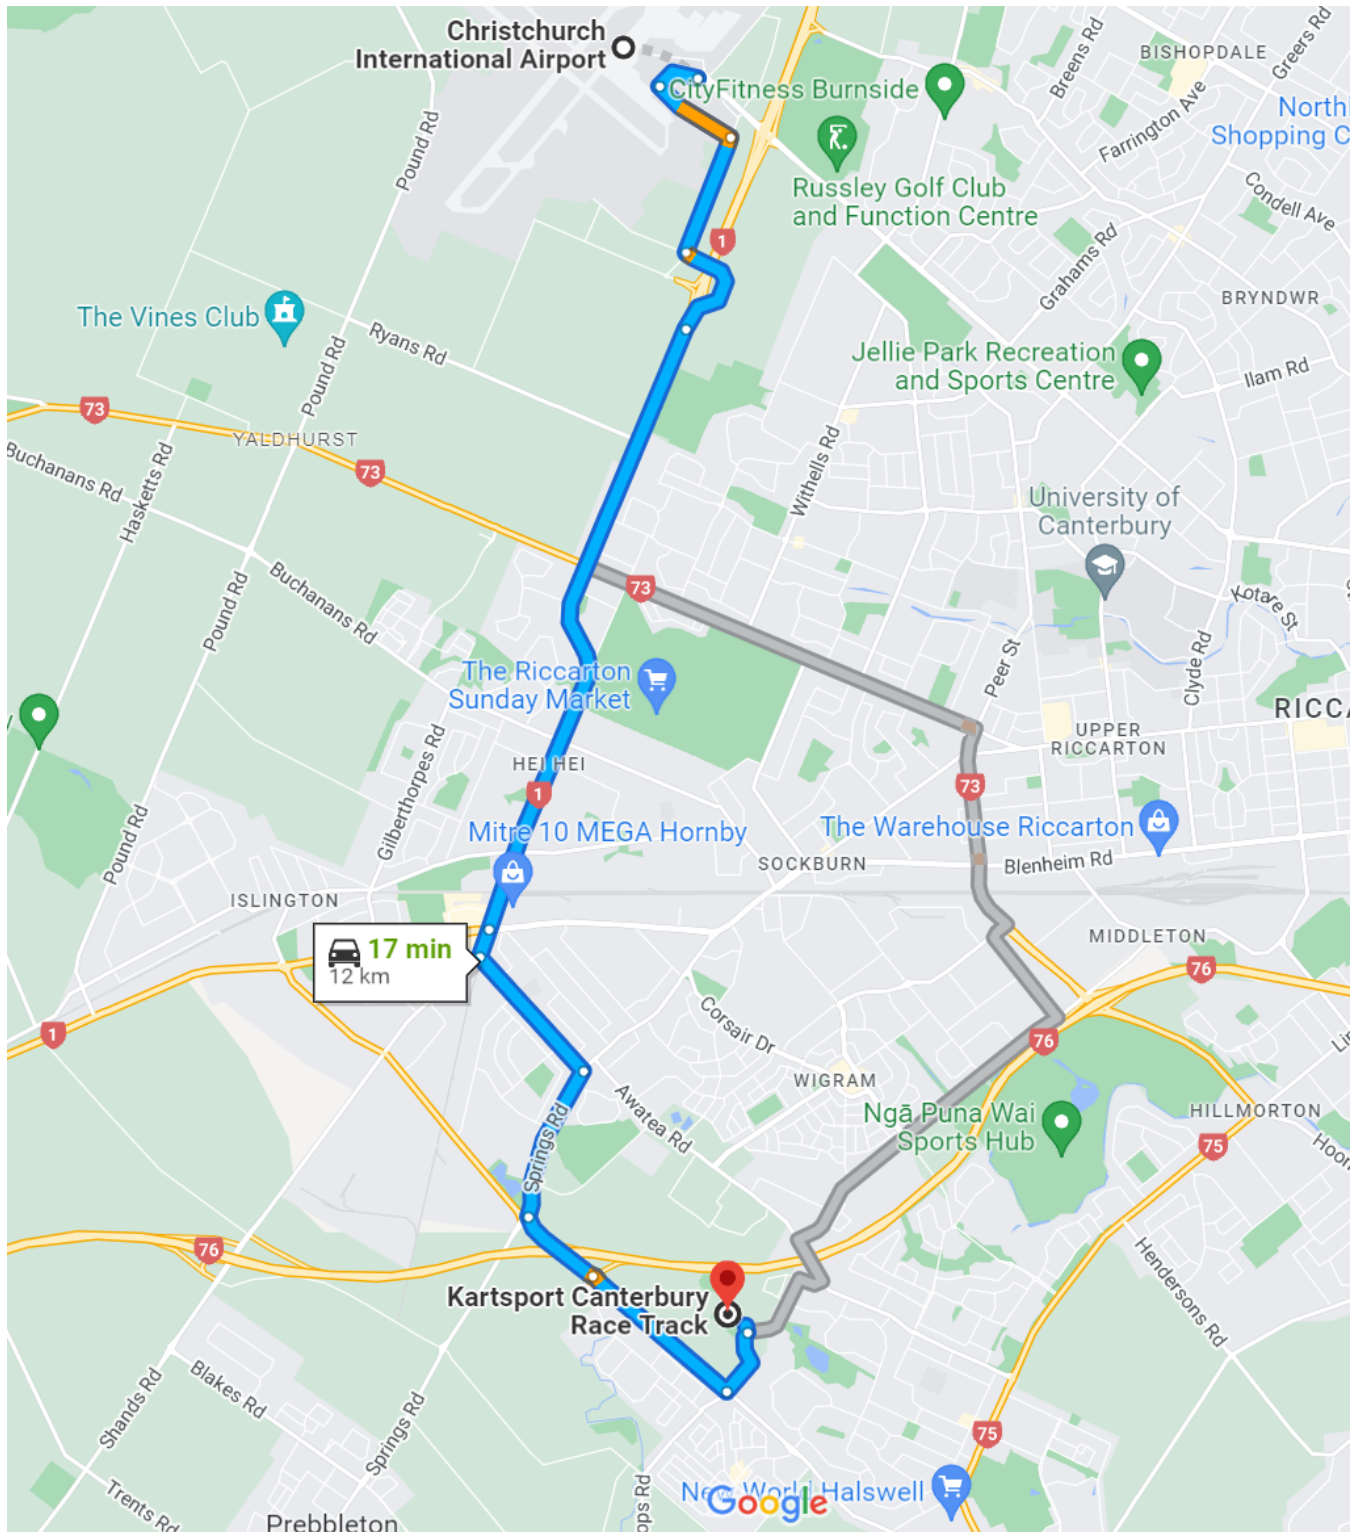 Christchurch
International Airport
BISHOPDALE
Greers Rd
Breens Rd
CityFitness Burnside
Farrington Ave
Shopping C
Pound Rd
Russley Golf Club
and Function Centre
Condell Ave
1
Grahams Rd
The Vines Club
BRYNDWR
Ryans Rd
Pound Rd
Jellie Park Recreation
and Sports Centre
Ilam Rd
73
YALDHURST
Buchanans Rd
73
Hasketts Rd
Withells Rd
University of
Canterbury
Buchanans Rd
73
Pound Rd
Kotare St
Peer St
Clyde Rd
The Riccarton
Sunday Market
RICCA
UPPER
RICCARTON
Gilberthorpes Rd
HEI HEI
1
73
Pound Rd
Mitre 10 MEGA Hornby
The Warehouse Riccarton
SOCKBURN
Blenheim Rd
ISLINGTON
MIDDLETON
17 min
12 km
76
Corsair Dr
1
76
WIGRAM
Awatea Rd
Ngā Puna Wai
Sports Hub
HILLMORTON
75
Hoon
Springs Rd
76
Hendersons Rd
Kartsport Canterbury
Race Track
Blakes Rd
Shands Rd
Springs Rd
75
Trents Rd
New World Halswell
Google
Prebbleton